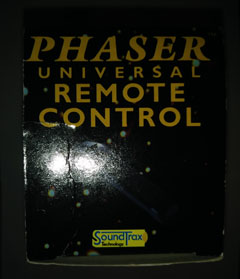 PHASER
UNIVERSAL
REMOTE
CONTROL
SoundTrax
Technology